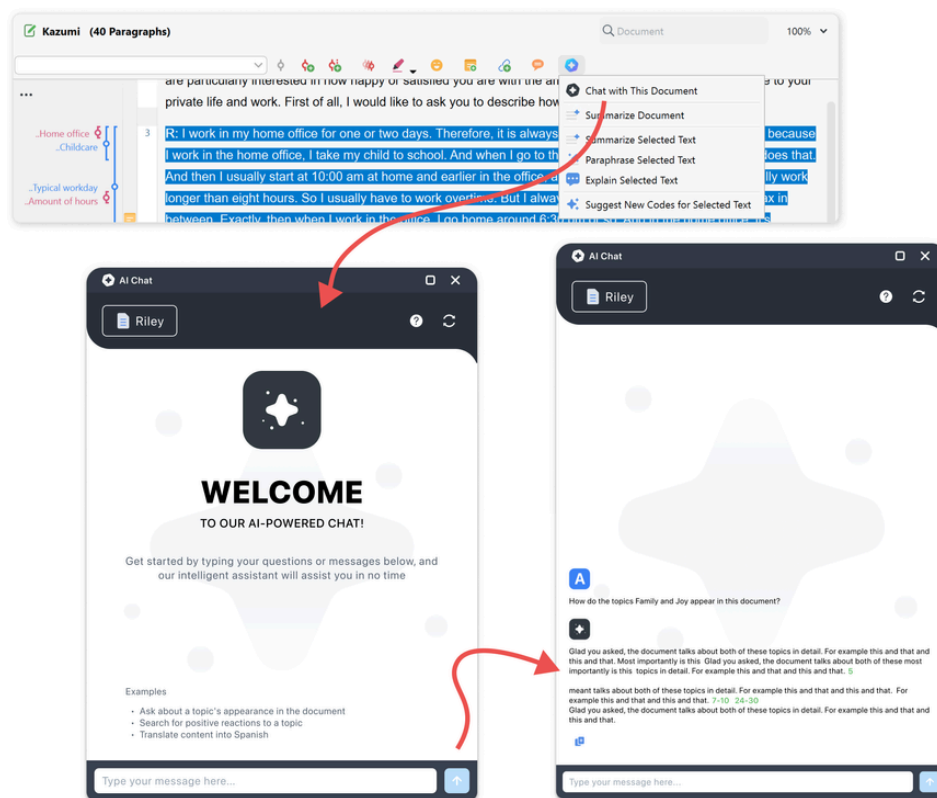 Kazumi (40 Paragraphs)
Document
100%
are particularly interested in how happy or satisfied you are with the
to your
private life and work. First of all, I would like to ask you to describe how
3
R: I work in my home office for one or two days. Therefore, it is always
because
I work in the home office, I take my child to school. And when I go to
does that.
And then I usually start at 10:00 am at home and earlier in the office,
work
longer than eight hours. So I usually have to work overtime. But I
in
between. Exactly, then when I work in the office, I go home around
..Home office
..Childcare
..Typical workday
..Amount of hours
Chat with This Document
Summarize Document
Summarize Selected Text
Paraphrase Selected Text
Explain Selected Text
Suggest New Codes for Selected Text
AI Chat
Riley
WELCOME
TO OUR AI-POWERED CHAT!
Get started by typing your questions or messages below, and
our intelligent assistant will assist you in no time
Examples
• Ask about a topic's appearance in the document
• Search for positive reactions to a topic
• Translate content into Spanish
Type your message here...
AI Chat
Riley
A
How do the topics Family and Joy appear in this document?
Glad you asked, the document talks about both of these topics in detail. For example this and that and
this and that. Most importantly is this Glad you asked, the document talks about both of these most
importantly is this topics in detail. For example this and that and this and that. 5
meant talks about both of these topics in detail. For example this and that and this and that. For
example this and that and this and that. 7-10 24-30
Glad you asked, the document talks about both of these topics in detail. For example this and that and
this and that.
Type your message here...